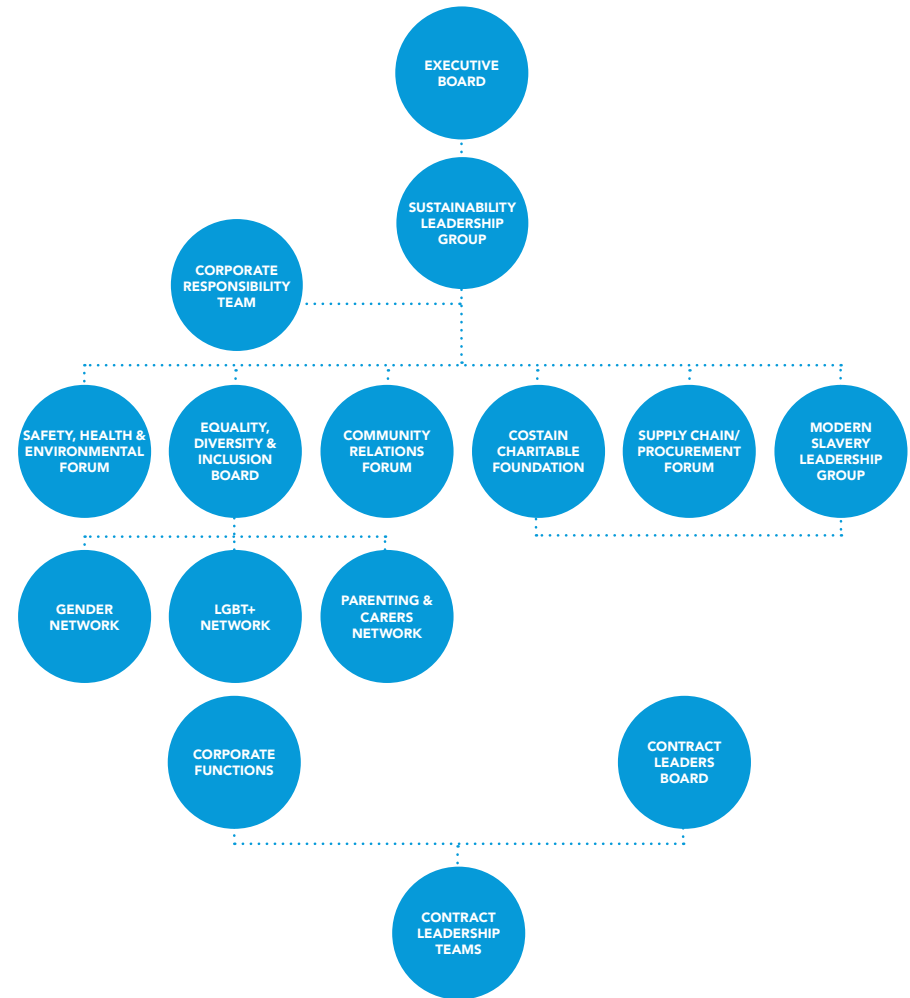 EXECUTIVE
BOARD
SUSTAINABILITY
LEADERSHIP
GROUP
CORPORATE
RESPONSIBILITY
TEAM
SAFETY, HEALTH &
ENVIRONMENTAL
FORUM
EQUALITY,
DIVERSITY &
INCLUSION
BOARD
COMMUNITY
RELATIONS
FORUM
COSTAIN
CHARITABLE
FOUNDATION
SUPPLY CHAIN/
PROCUREMENT
FORUM
MODERN
SLAVERY
LEADERSHIP
GROUP
GENDER
NETWORK
LGBT+
NETWORK
PARENTING &
CARERS
NETWORK
CORPORATE
FUNCTIONS
CONTRACT
LEADERS
BOARD
CONTRACT
LEADERSHIP
TEAMS